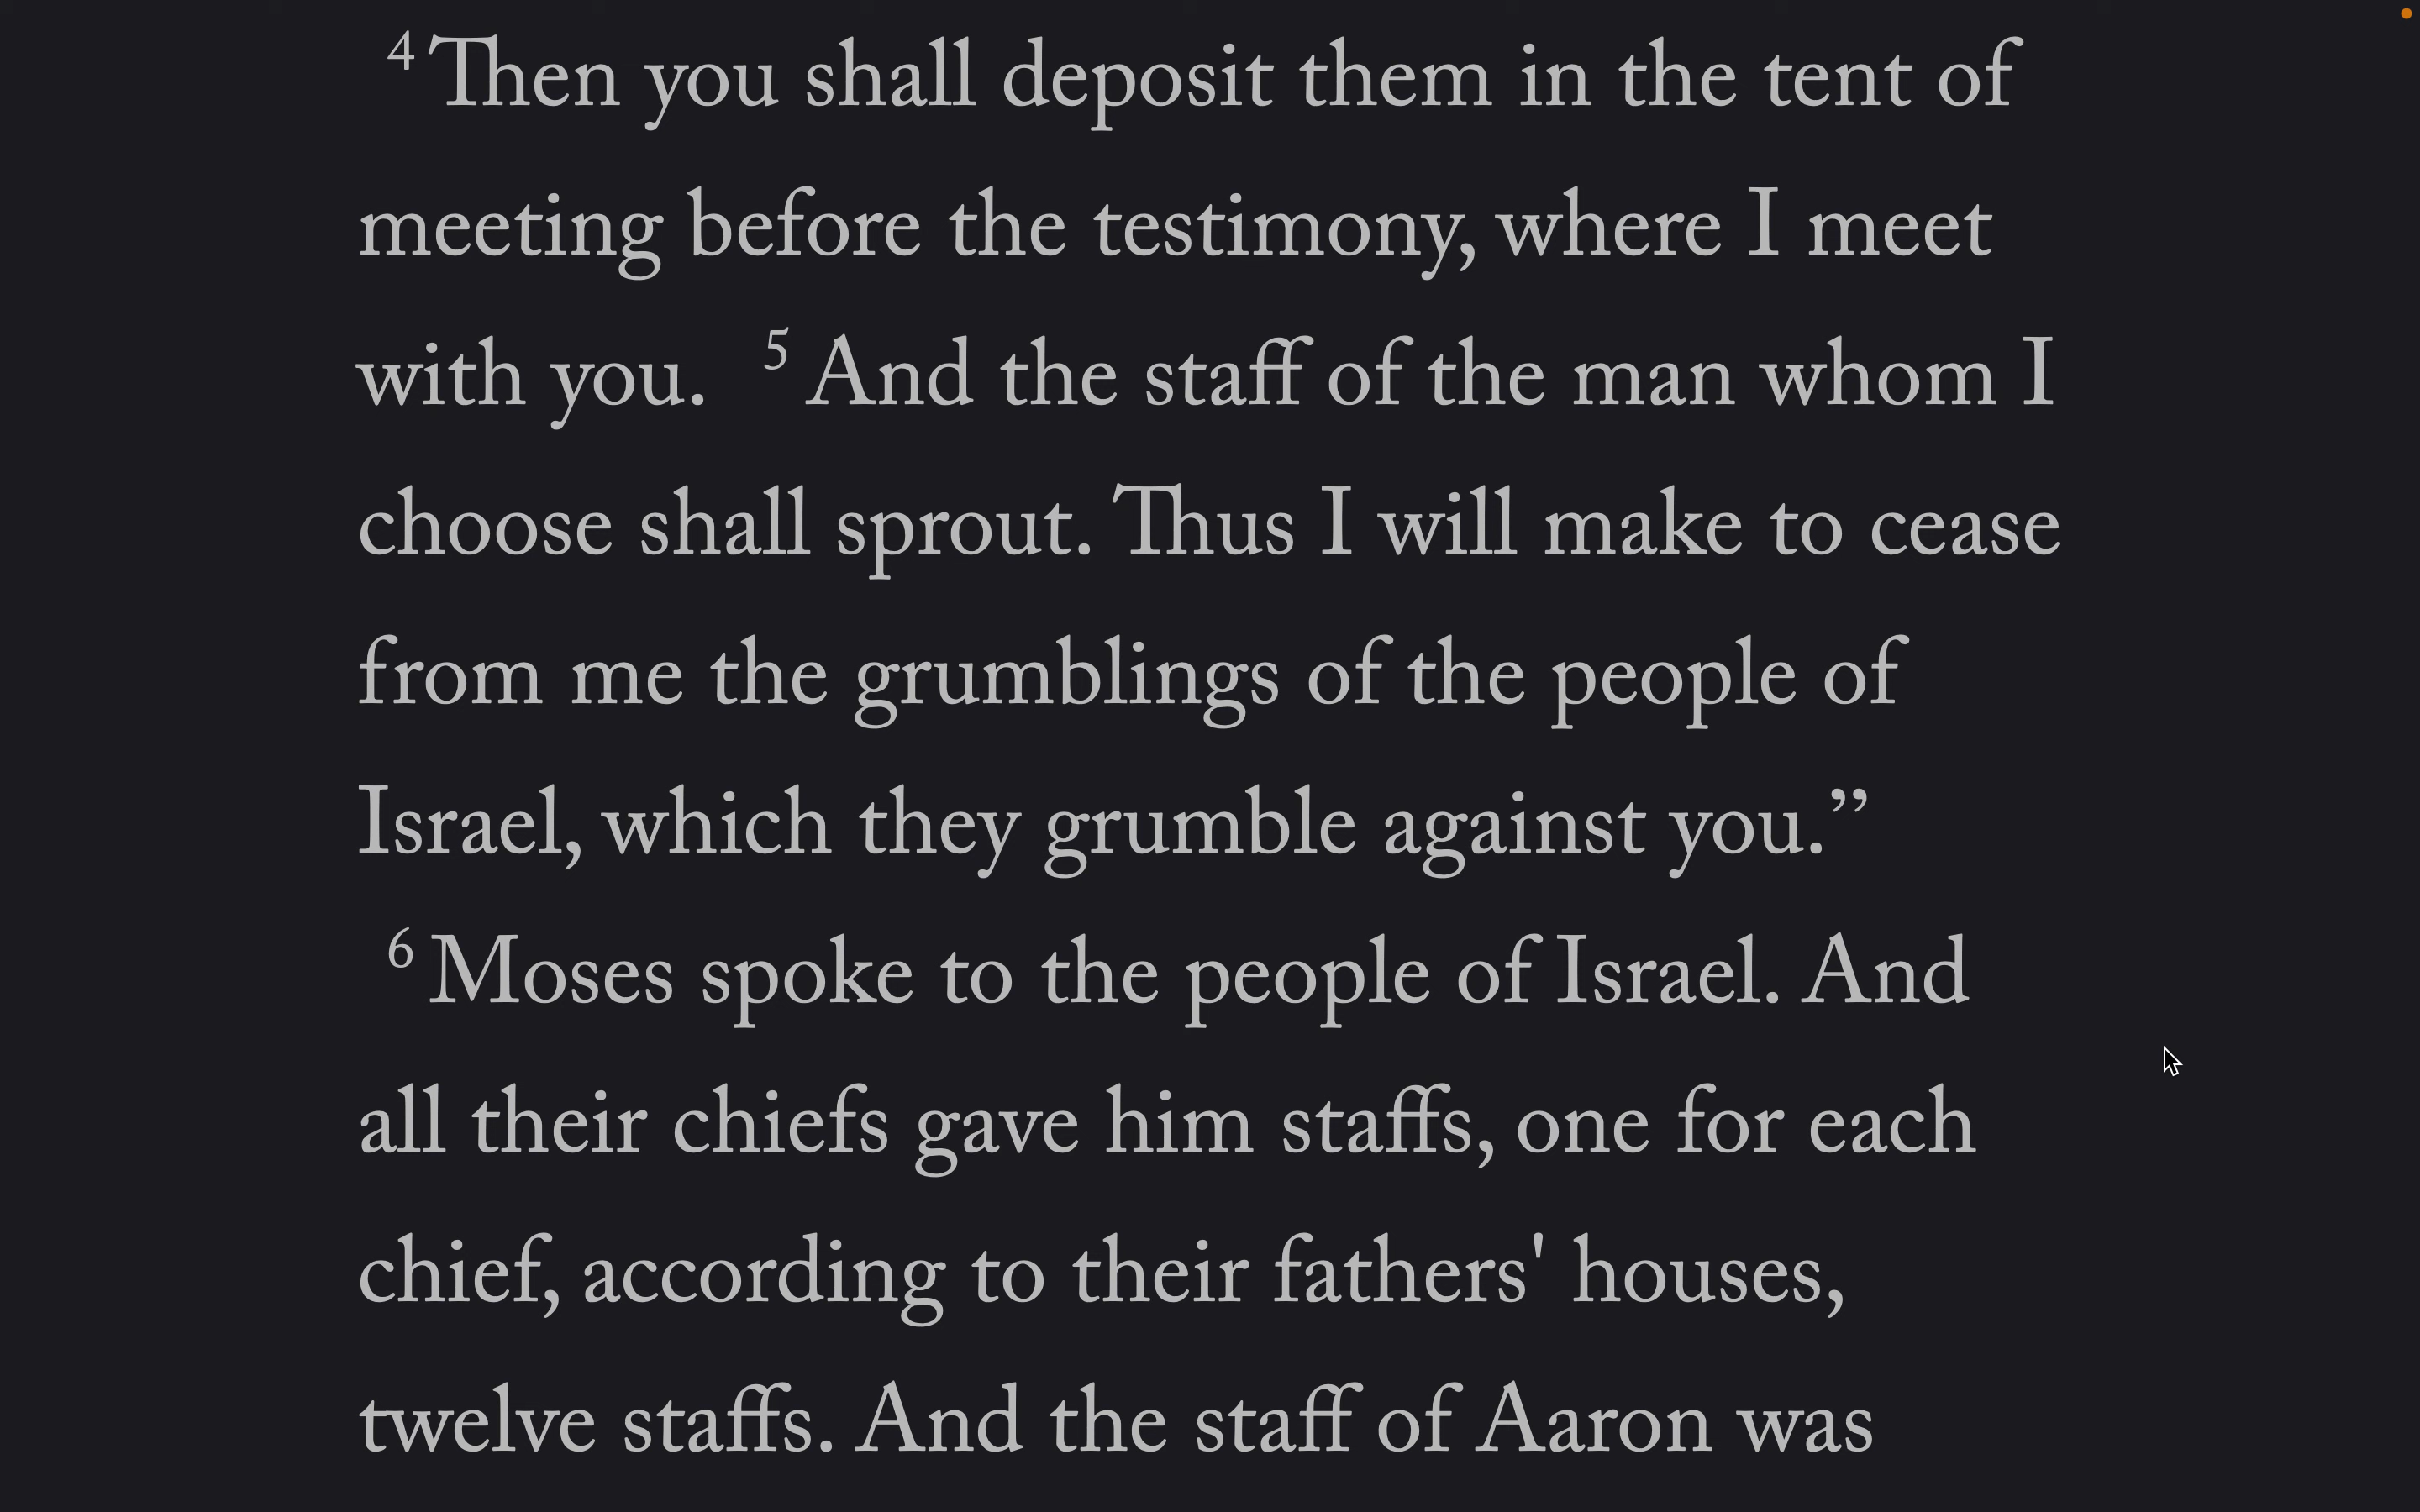 4 Then you shall deposit them in the tent of
meeting before the testimony, where I meet
with you. 5 And the staff of the man whom I
choose shall sprout. Thus I will make to cease
from me the grumblings of the people of
Israel, which they grumble against you.”
6 Moses spoke to the people of Israel. And
all their chiefs gave him staffs, one for each
chief, according to their fathers' houses,
twelve staffs. And the staff of Aaron was